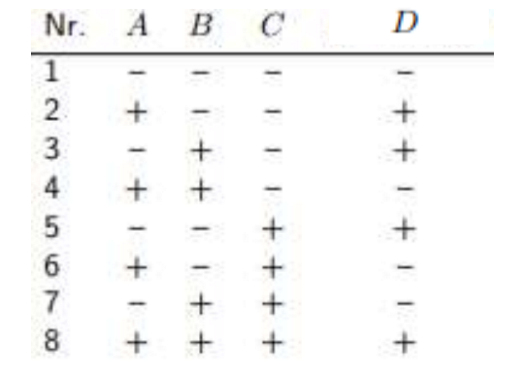 Nr. A B C D
1 – – – –
2 + – – +
3 – + – +
4 + + – –
5 – – + +
6 + – + –
7 – + + –
8 + + + +